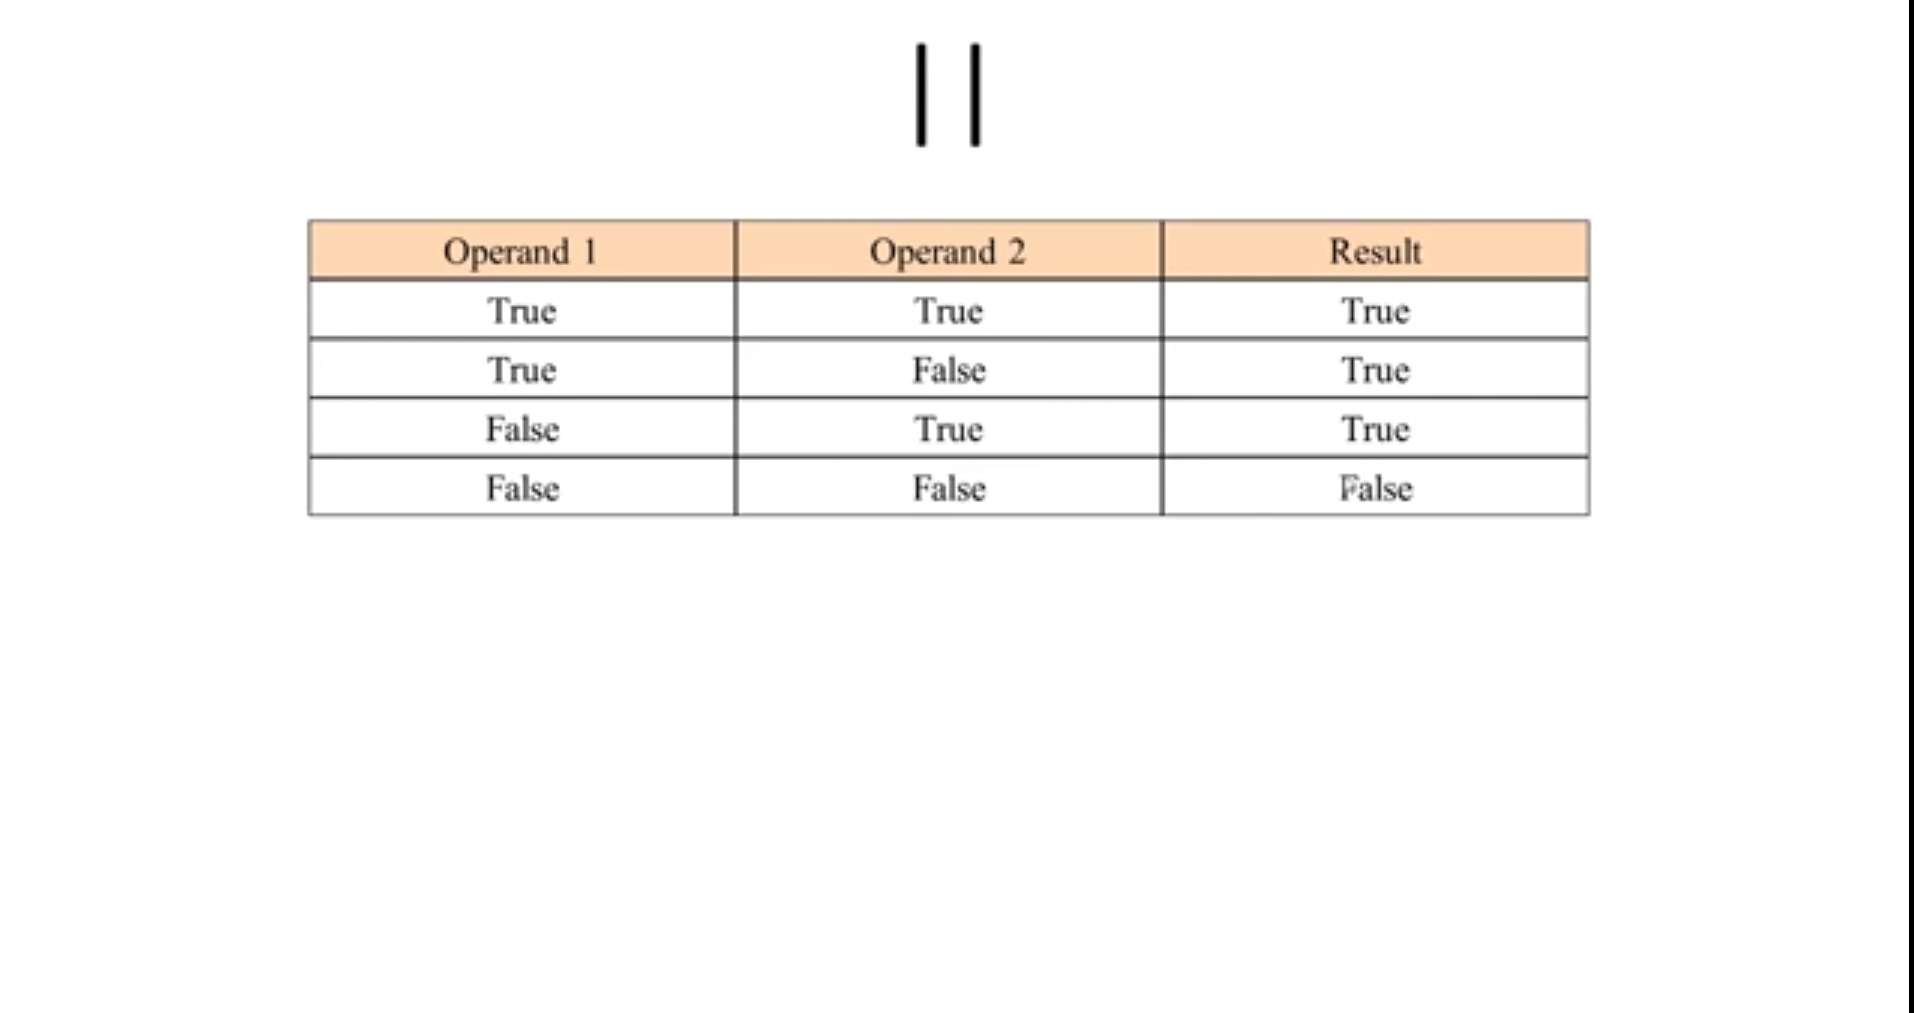 ||
Operand 1 Operand 2 Result
True True True
True False True
False True True
False False False